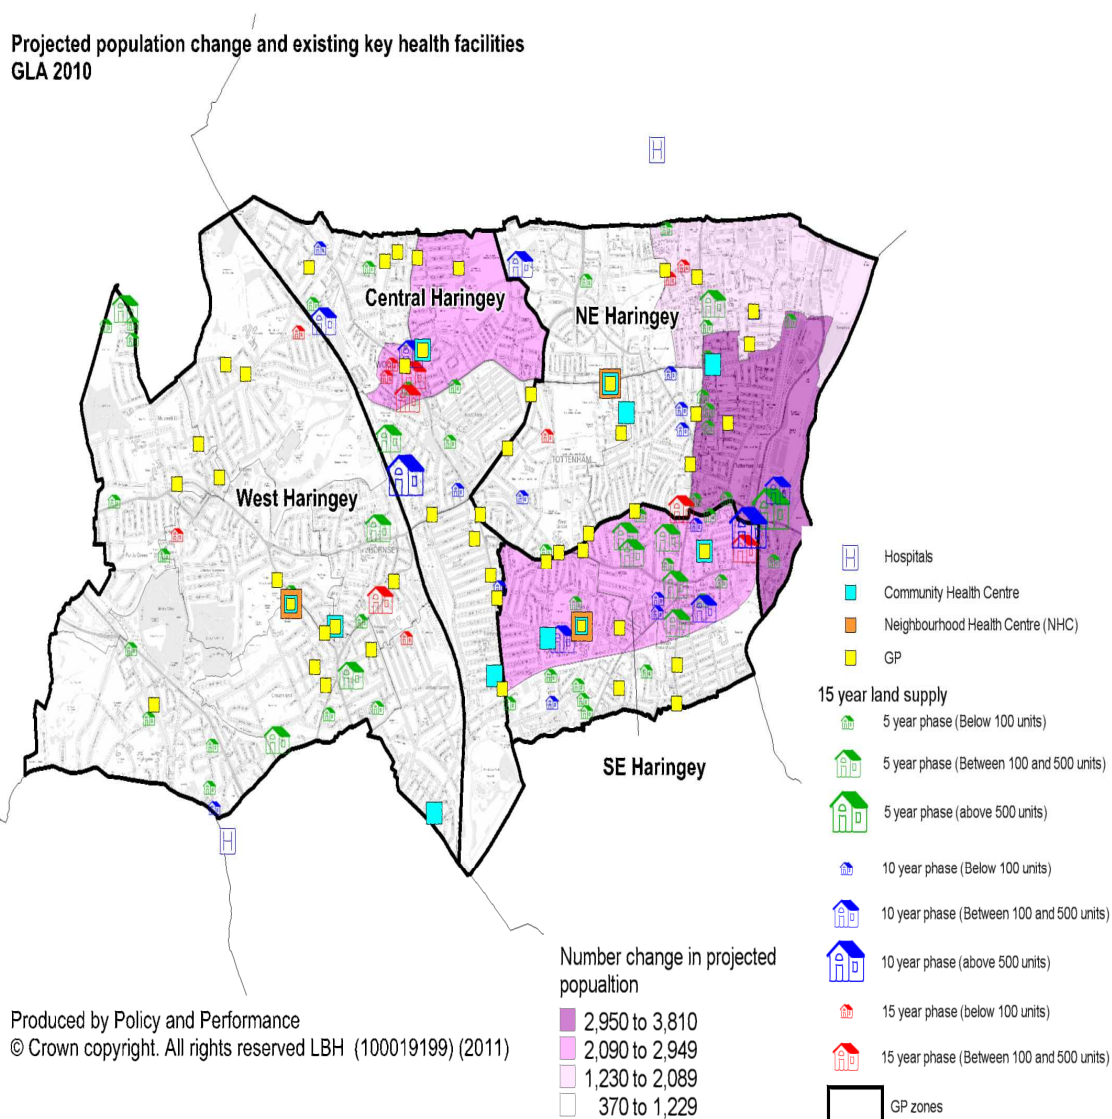 Projected population change and existing key health facilities
GLA 2010
H
Central Haringey
NE Haringey
TOTTENHAM
West Haringey
HORNSEY
Hospitals
Community Health Centre
Neighbourhood Health Centre (NHC)
GP
15 year land supply
5 year phase (Below 100 units)
5 year phase (Between 100 and 500 units)
5 year phase (above 500 units)
10 year phase (Below 100 units)
10 year phase (Between 100 and 500 units)
10 year phase (above 500 units)
15 year phase (below 100 units)
15 year phase (Between 100 and 500 units)
GP zones
SE Haringey
H
Number change in projected
popualtion
2,950 to 3,810
2,090 to 2,949
1,230 to 2,089
370 to 1,229
Produced by Policy and Performance
© Crown copyright. All rights reserved LBH (100019199) (2011)